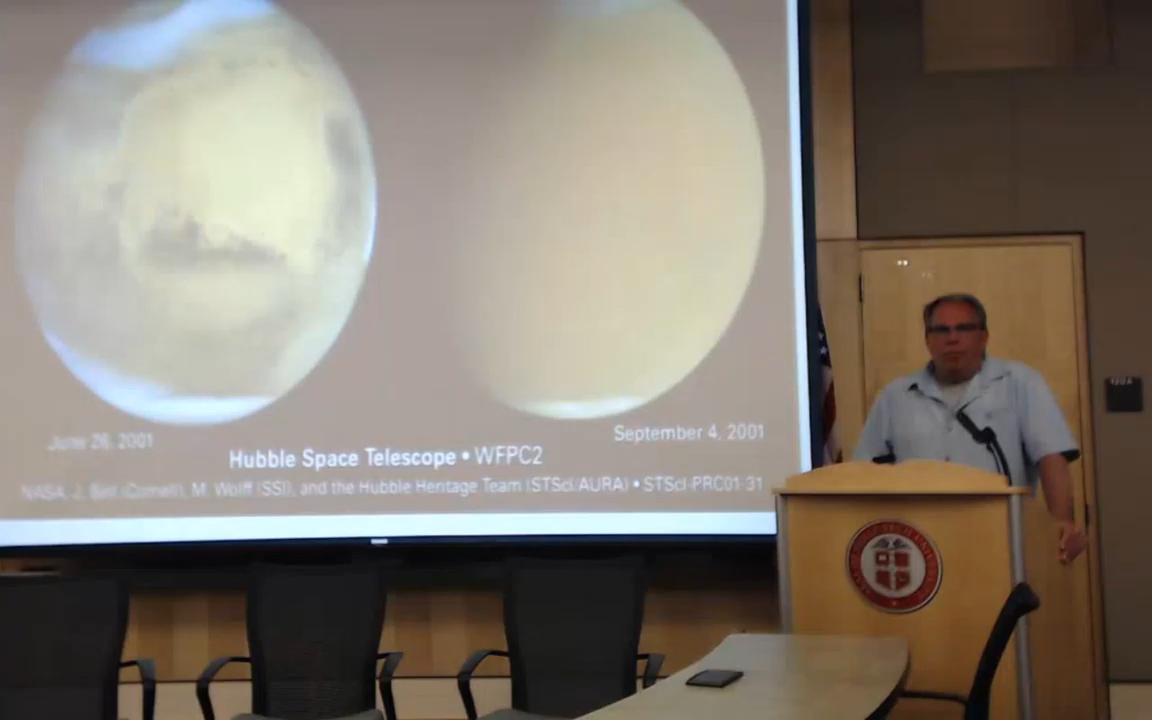 June 26, 2001
September 4, 2001
Hubble Space Telescope • WFPC2
NASA, J. Bell (Cornell), M. Wolff (SSI), and the Hubble Heritage Team (STScI/AURA) • STScI-PRC01-31